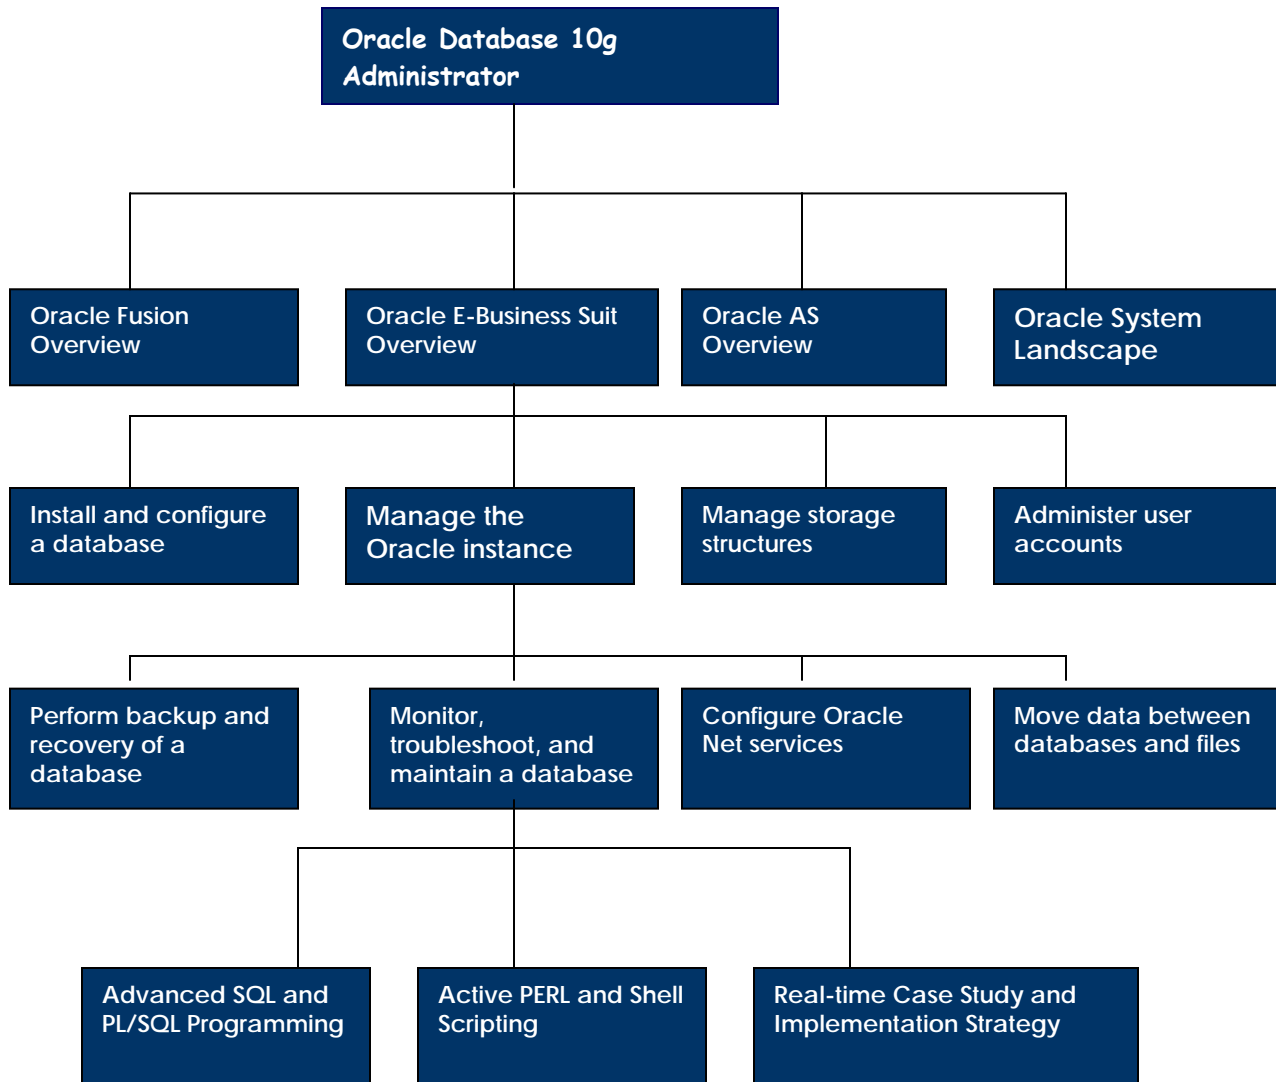 Oracle Database 10g
Administrator
Oracle Fusion
Overview
Oracle E-Business Suit
Overview
Oracle AS
Overview
Oracle System
Landscape
Install and configure
a database
Manage the
Oracle instance
Manage storage
structures
Administer user
accounts
Perform backup and
recovery of a
database
Monitor,
troubleshoot, and
maintain a database
Configure Oracle
Net services
Move data between
databases and files
Advanced SQL and
PL/SQL Programming
Active PERL and Shell
Scripting
Real-time Case Study and
Implementation Strategy